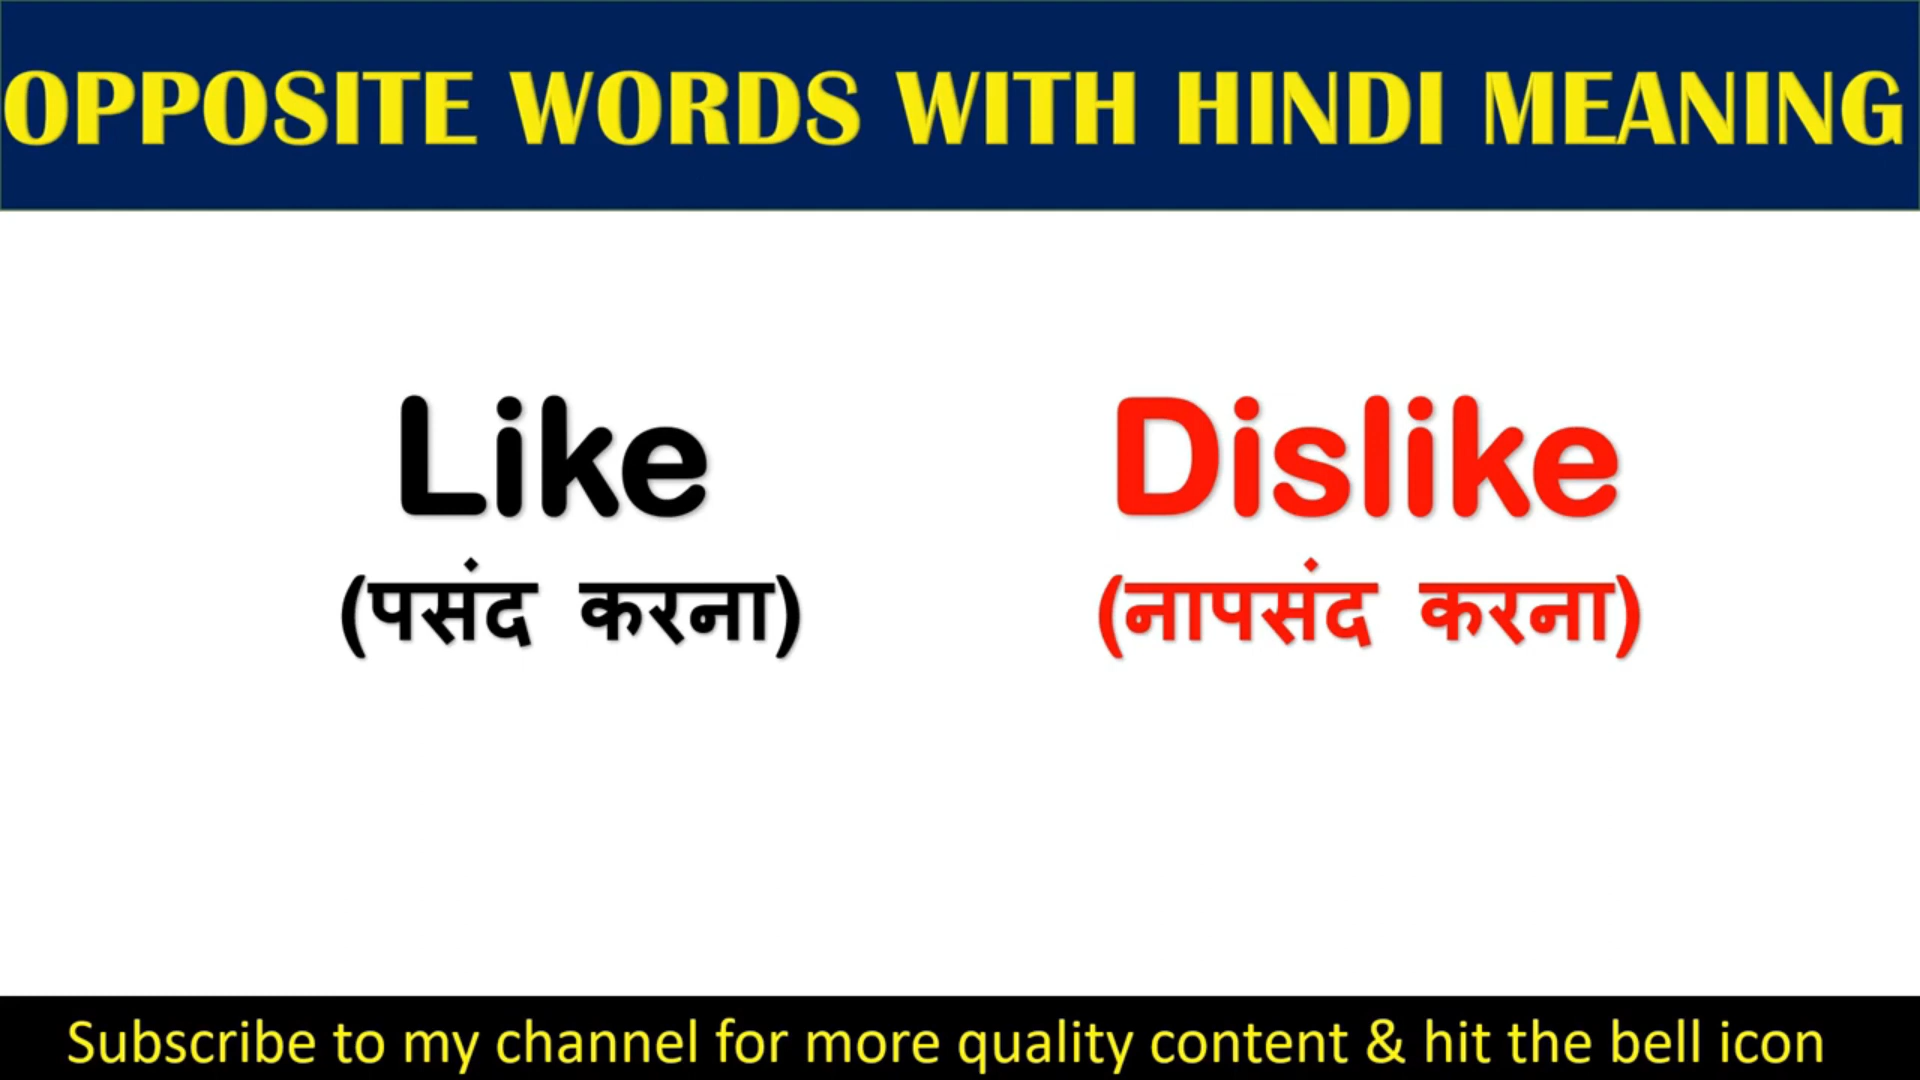 OPPOSITE WORDS WITH HINDI MEANING
Like Dislike
(पसंद करना) (नापसंद करना)
Subscribe to my channel for more quality content & hit the bell icon